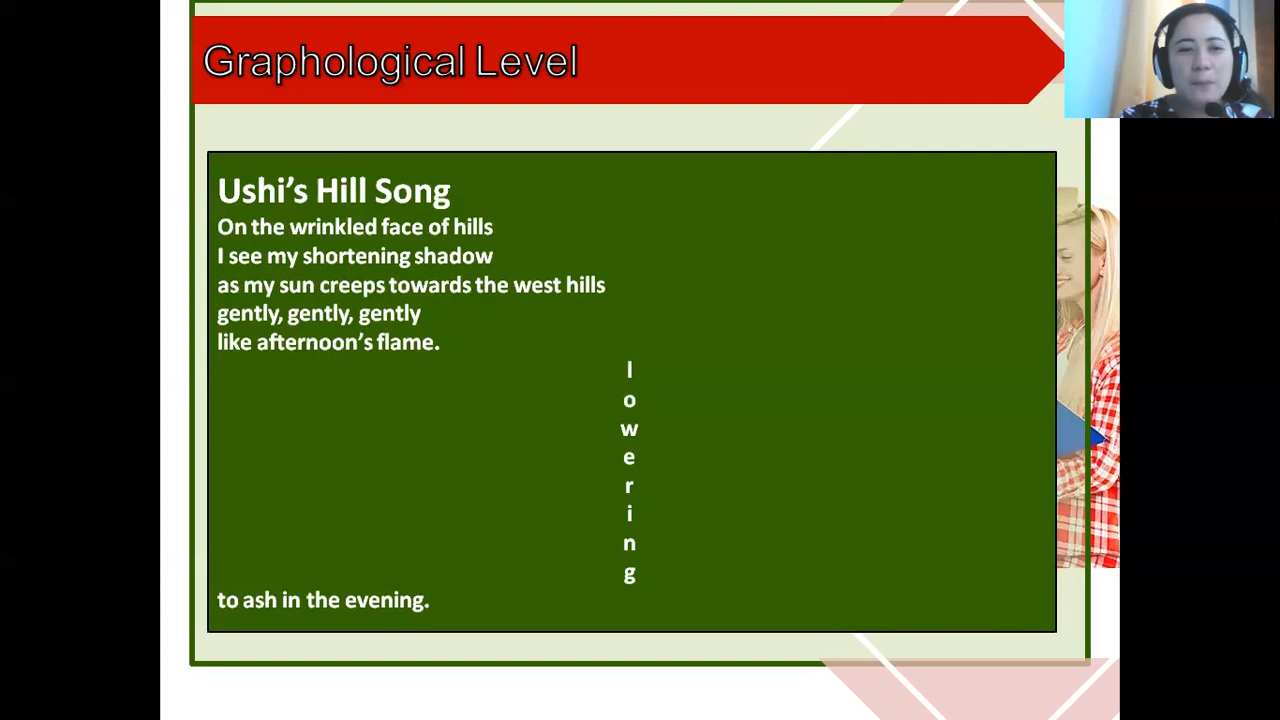 Graphological Level
Ushi's Hill Song
On the wrinkled face of hills
I see my shortening shadow
as my sun creeps towards the west hills
gently, gently, gently
like afternoon's flame.
l
o
w
e
r
i
n
g
to ash in the evening.